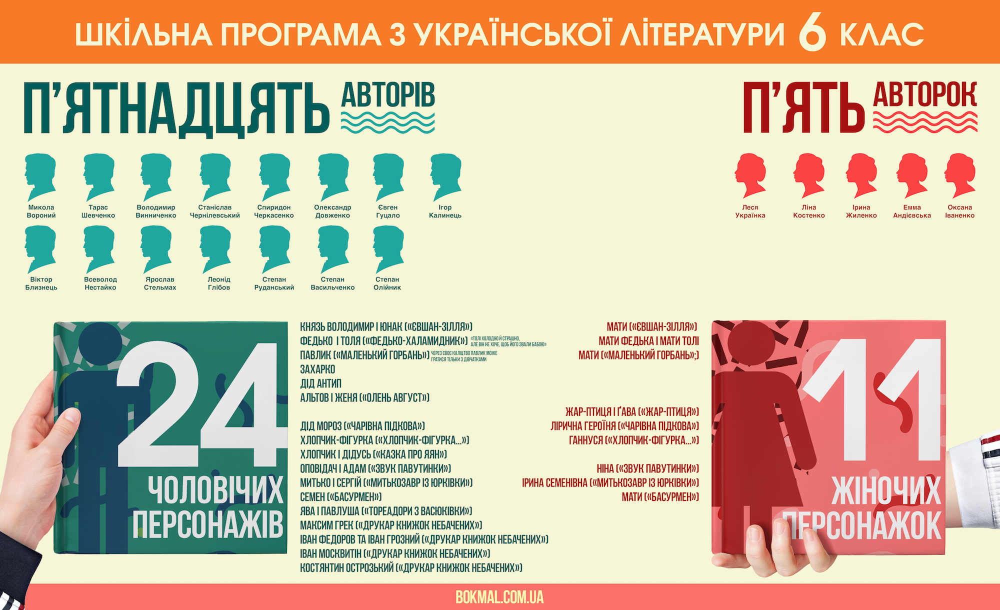 ШКІЛЬНА ПРОГРАМА З УКРАЇНСЬКОЇ ЛІТЕРАТУРИ 6 КЛАС
П'ЯТНАДЦЯТЬ АВТОРІВ
Микола Вороний
Тарас Шевченко
Володимир Винниченко
Станіслав Чернілевський
Спиридон Черкасенко
Олександр Довженко
Євген Гуцало
Ігор Калинець
Віктор Близнець
Всеволод Нестайко
Ярослав Стельмах
Леонід Глібов
Степан Руданський
Степан Васильченко
Степан Олійник
П'ЯТЬ АВТОРОК
Леся Українка
Ліна Костенко
Ірина Жиленко
Емма Андієвська
Оксана Іваненко
24
ЧОЛОВІЧИХ
ПЕРСОНАЖІВ
КНЯЗЬ ВОЛОДИМИР І ЮНАК («ЄВШАН-ЗІЛЛЯ»)
ФЕДЬКО І ТОЛЯ («ФЕДЬКО-ХАЛАМИДНИК»)
«ТОЛІ ХОЛОДНО Й СТРАШНО,
АЛЕ ВІН НЕ ХОЧЕ, ЩОБ ЙОГО ЗВАЛИ БАБОЮ»
ПАВЛИК («МАЛЕНЬКИЙ ГОРБАНЬ»)
ЧЕРЕЗ СВОЄ КАЛІЦТВО ПАВЛИК МОЖЕ
ГРАТИСЯ ТІЛЬКИ З ДІВЧАТКАМИ
ЗАХАРКО
ДІД АНТИП
АЛЬТОВ І ЖЕНЯ («ОЛЕНЬ АВГУСТ»)
ДІД МОРОЗ («ЧАРІВНА ПІДКОВА»)
ХЛОПЧИК-ФІГУРКА («ХЛОПЧИК-ФІГУРКА...»)
ХЛОПЧИК І ДІДУСЬ («КАЗКА ПРО ЯЯН»)
ОПОВІДАЧ І АДАМ («ЗВУК ПАВУТИНКИ»)
МИТЬКО І СЕРГІЙ («МИТЬКОЗАВР ІЗ ЮРКІВКИ»)
СЕМЕН («БАСУРМЕН»)
ЯВА І ПАВЛУША («ТОРЕАДОРИ З ВАСЮКІВКИ»)
МАКСИМ ГРЕК («ДРУКАР КНИЖОК НЕБАЧЕНИХ»)
ІВАН ФЕДОРОВ ТА ІВАН ГРОЗНИЙ («ДРУКАР КНИЖОК НЕБАЧЕНИХ»)
ІВАН МОСКВИТІН («ДРУКАР КНИЖОК НЕБАЧЕНИХ»)
КОСТЯНТИН ОСТРОЗЬКИЙ («ДРУКАР КНИЖОК НЕБАЧЕНИХ»)
МАТИ («ЄВШАН-ЗІЛЛЯ»)
МАТИ ФЕДЬКА І МАТИ ТОЛІ
МАТИ («МАЛЕНЬКИЙ ГОРБАНЬ»;)
ЖАР-ПТИЦЯ І ҐАВА («ЖАР-ПТИЦЯ»)
ЛІРИЧНА ГЕРОЇНЯ («ЧАРІВНА ПІДКОВА»)
ГАННУСЯ («ХЛОПЧИК-ФІГУРКА...»)
НІНА («ЗВУК ПАВУТИНКИ»)
ІРИНА СЕМЕНІВНА («МИТЬКОЗАВР ІЗ ЮРКІВКИ»)
МАТИ («БАСУРМЕН»)
11
ЖІНОЧИХ
ПЕРСОНАЖОК
BOKMAL.COM.UA